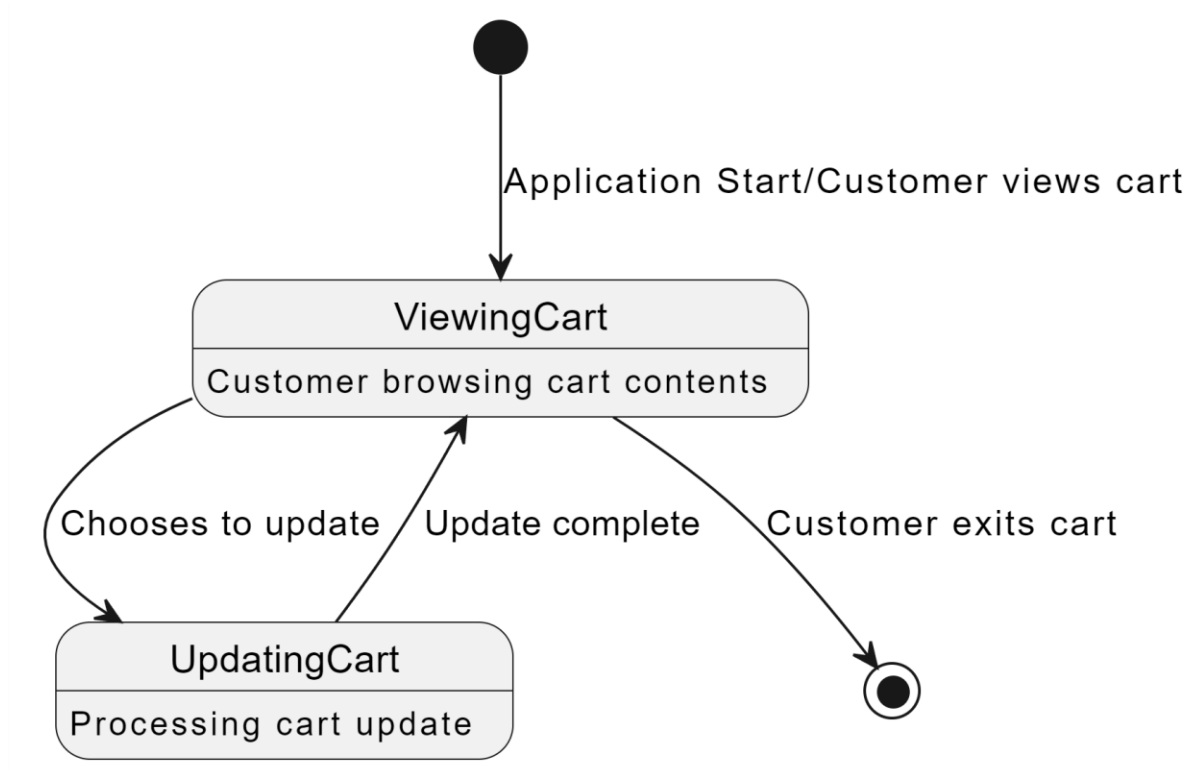 Application Start/Customer views cart
ViewingCart
Customer browsing cart contents
Chooses to update
Update complete
Customer exits cart
UpdatingCart
Processing cart update